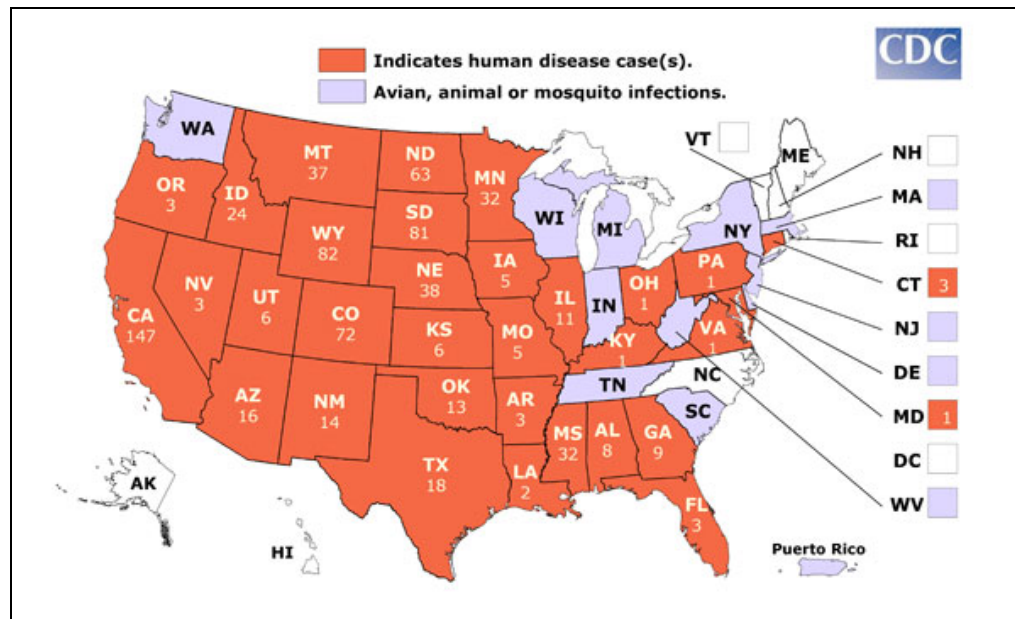 Indicates human disease case(s).
Avian, animal or mosquito infections.
CDC
WA
MT
37
ND
63
MN
32
VT
ME
NH
OR
3
ID
24
SD
81
WI
MI
NY
MA
WY
82
RI
NE
38
IA
5
PA
1
CT 3
CA
147
NV
3
UT
6
CO
72
IL
11
IN
OH
1
NJ
KS
6
MO
5
KY
1
VA
1
DE
AZ
16
NM
14
OK
13
AR
3
TN
NC
MD 1
SC
MS
32
AL
8
GA
9
DC
AK
TX
18
LA
2
WV
FL
3
HI
Puerto Rico